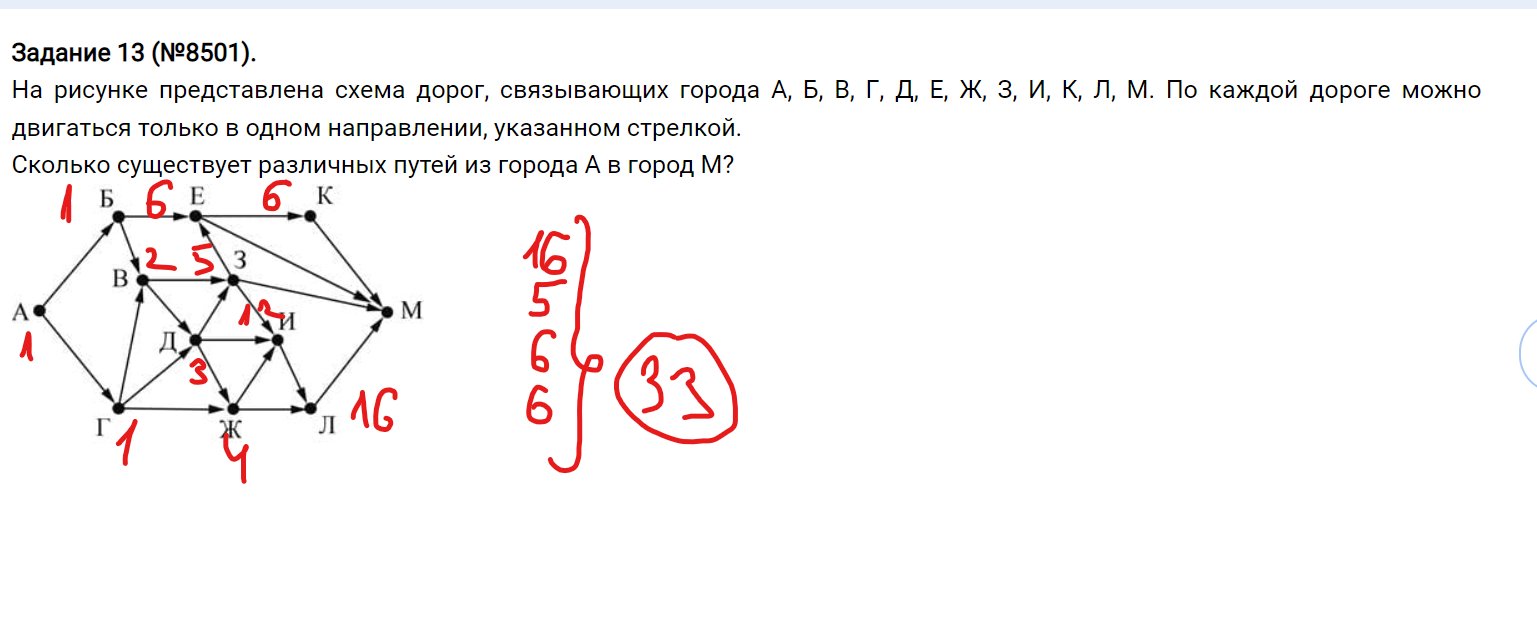 Задание 13 (№8501).
На рисунке представлена схема дорог, связывающих города А, Б, В, Г, Д, Е, Ж, З, И, К, Л, М. По каждой дороге можно
двигаться только в одном направлении, указанном стрелкой.
Сколько существует различных путей из города А в город М?
1 Б 6 Е 6 К
В 2 5 З
А М
1
12 И
Д
3
Г Ж Л 16
1 4
16
5
6
6
33